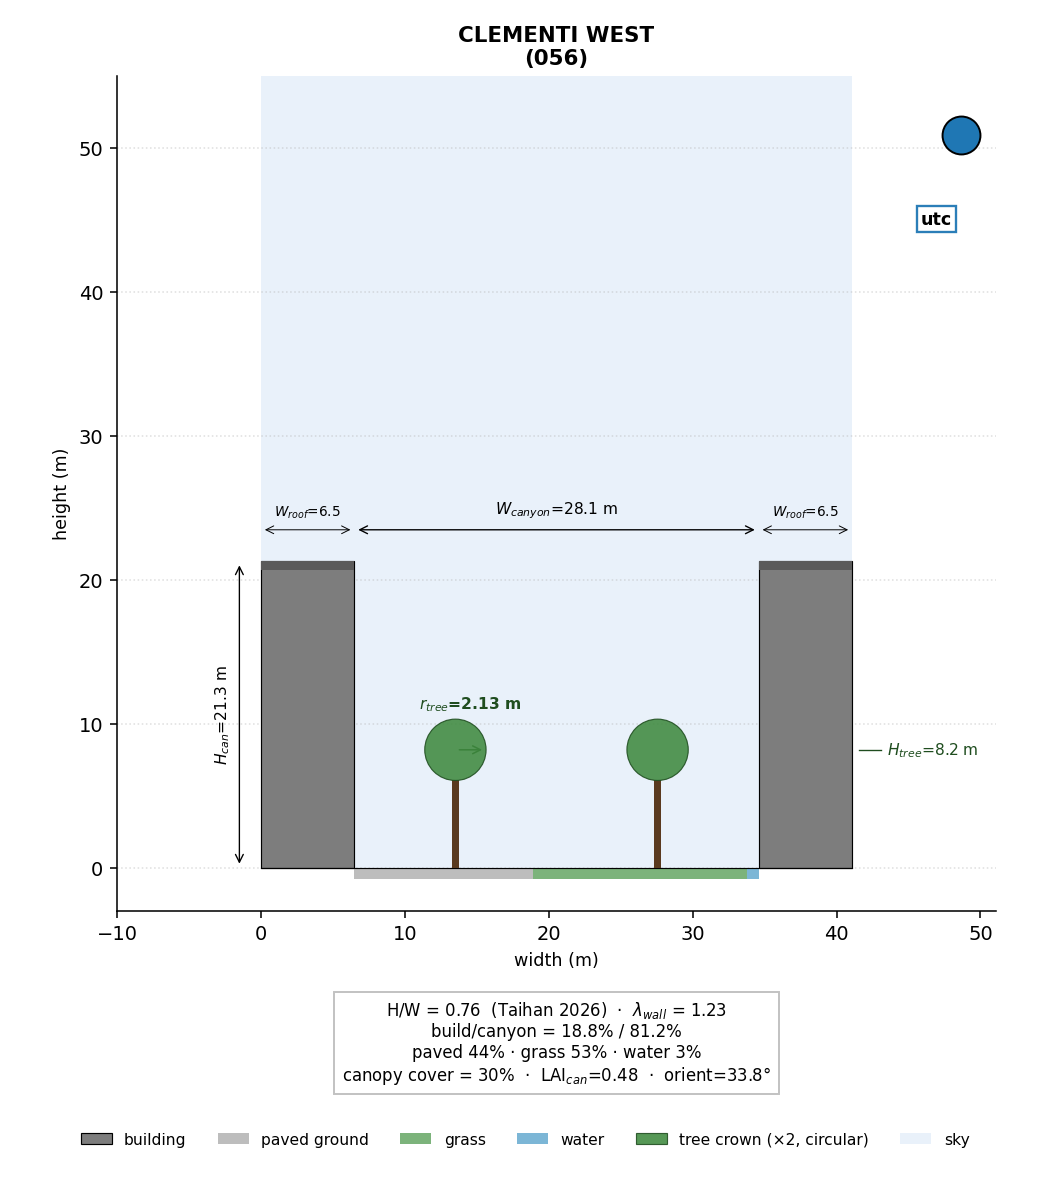 CLEMENTI WEST
(056)
50
utc
40
height (m)
30
W_roof=6.5
W_canyon=28.1 m
W_roof=6.5
20
H_can=21.3 m
r_tree=2.13 m
10
H_tree=8.2 m
0
−10 0 10 20 30 40 50
width (m)
H/W = 0.76 (Taihan 2026) · λ_wall = 1.23
build/canyon = 18.8% / 81.2%
paved 44% · grass 53% · water 3%
canopy cover = 30% · LAI_can=0.48 · orient=33.8°
building paved ground grass water tree crown (×2, circular) sky